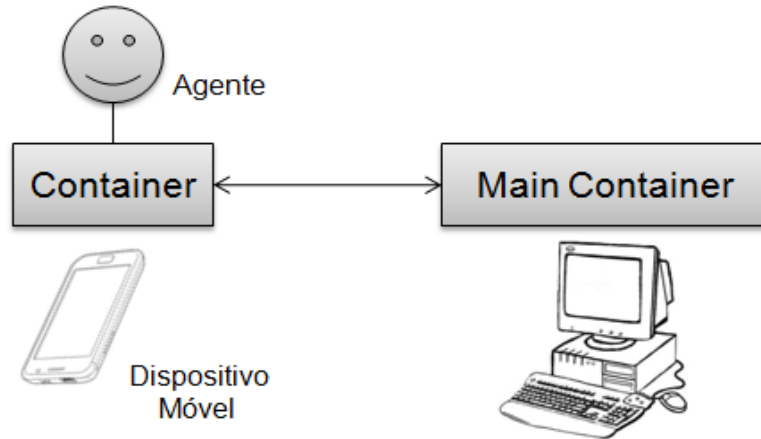 Agente
Container
Main Container
Dispositivo
Móvel